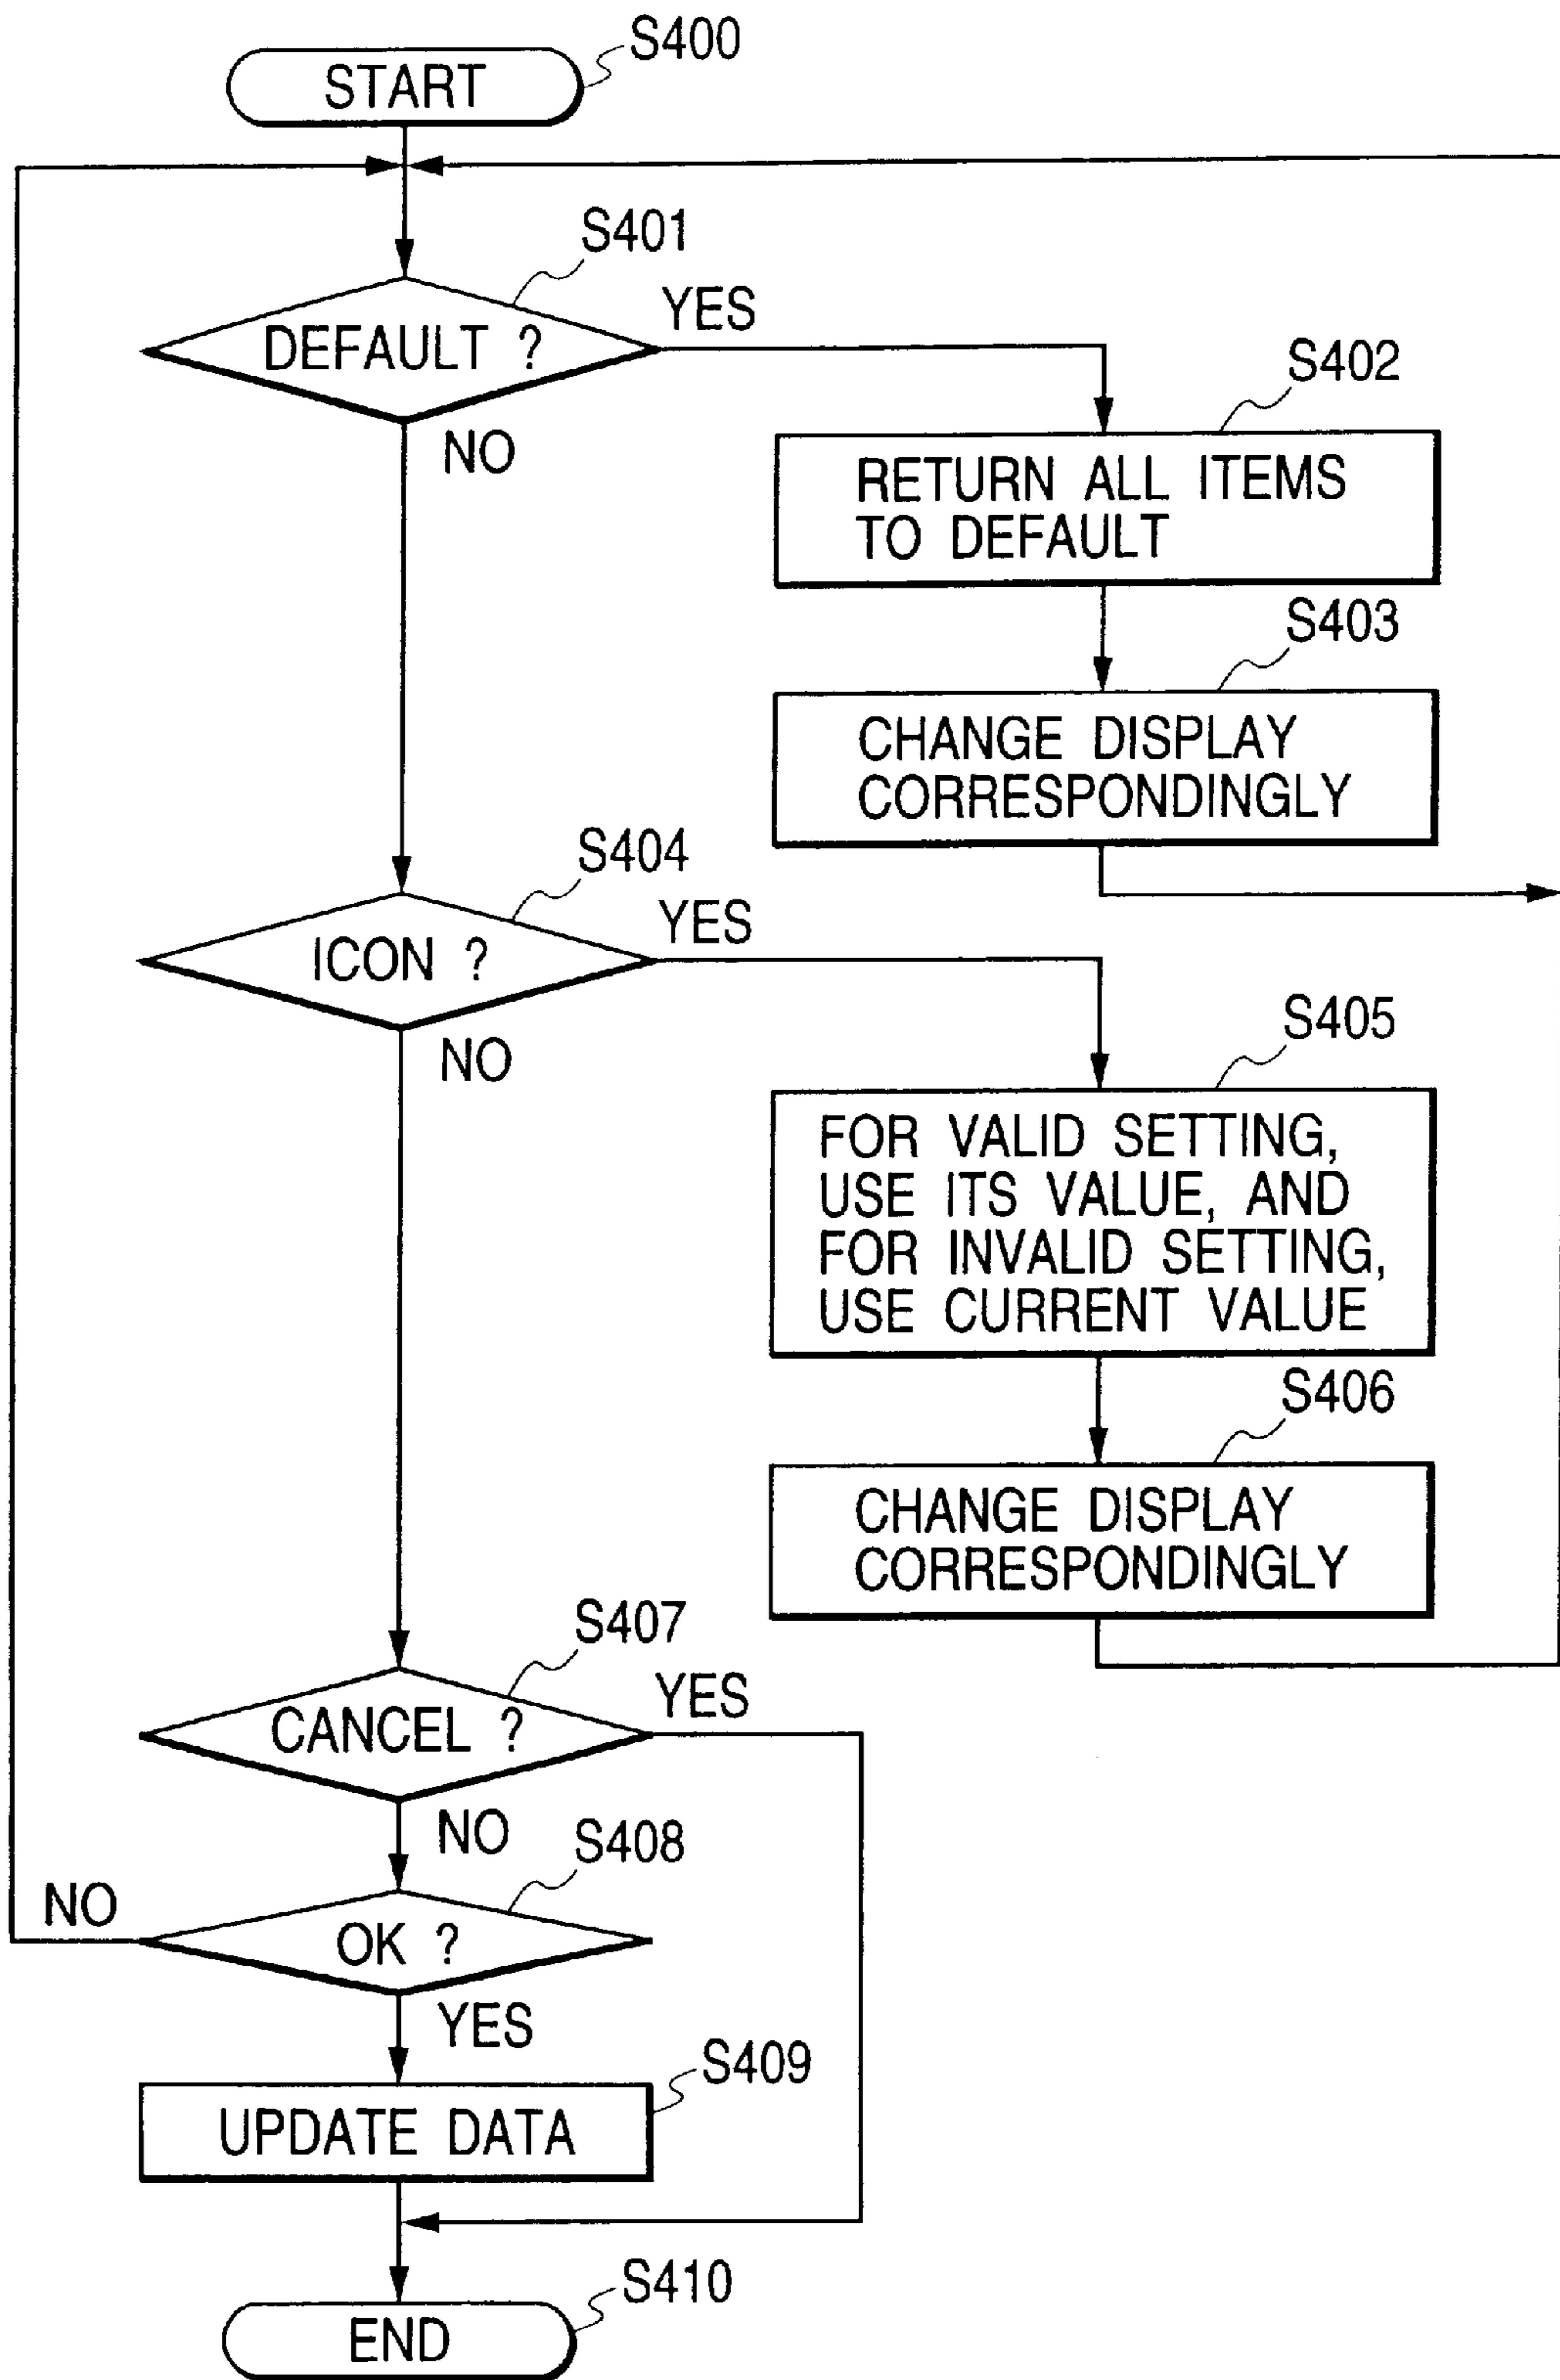 S400
START
S401
DEFAULT ?
YES
NO
S402
RETURN ALL ITEMS
TO DEFAULT
S403
CHANGE DISPLAY
CORRESPONDINGLY
S404
ICON ?
YES
NO
S405
FOR VALID SETTING,
USE ITS VALUE, AND
FOR INVALID SETTING,
USE CURRENT VALUE
S406
CHANGE DISPLAY
CORRESPONDINGLY
S407
CANCEL ?
YES
NO
S408
OK ?
NO
YES
S409
UPDATE DATA
S410
END